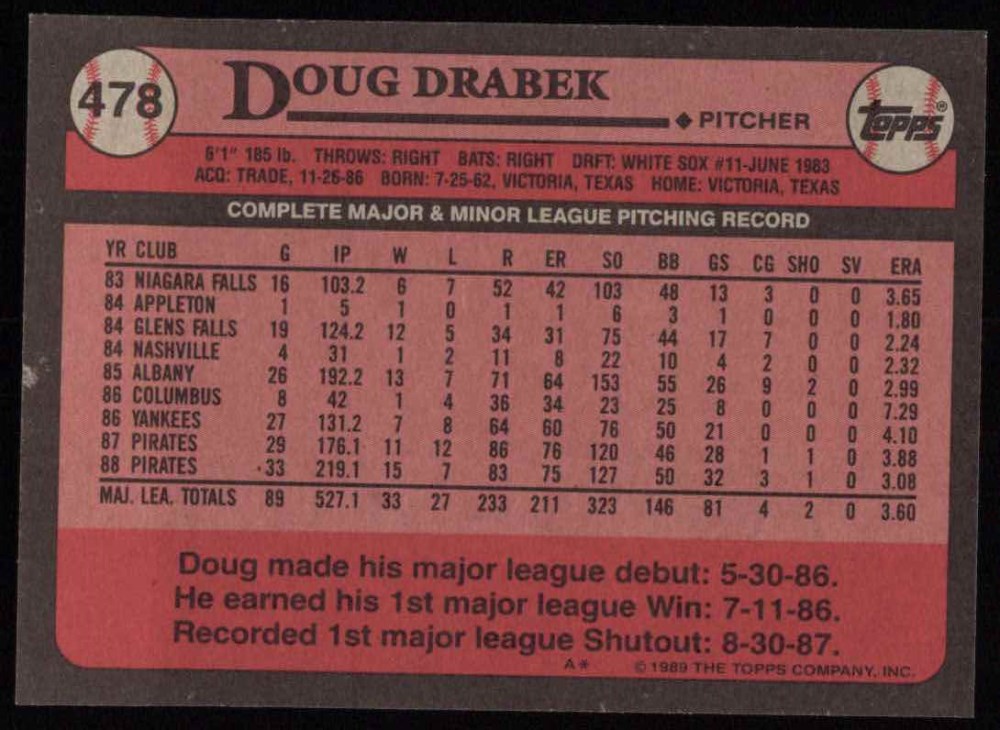 478
DOUG DRABEK
◆ PITCHER
Topps®
6'1" 185 lb. THROWS: RIGHT BATS: RIGHT DRFT: WHITE SOX #11-JUNE 1983
ACQ: TRADE, 11-26-86 BORN: 7-25-62, VICTORIA, TEXAS HOME: VICTORIA, TEXAS
COMPLETE MAJOR & MINOR LEAGUE PITCHING RECORD
YR CLUB G IP W L R ER SO BB GS CG SHO SV ERA
83 NIAGARA FALLS 16 103.2 6 7 52 42 103 48 13 3 0 0 3.65
84 APPLETON 1 5 1 0 1 1 6 3 1 0 0 0 1.80
84 GLENS FALLS 19 124.2 12 5 34 31 75 44 17 7 0 0 2.24
84 NASHVILLE 4 31 1 2 11 8 22 10 4 2 0 0 2.32
85 ALBANY 26 192.2 13 7 71 64 153 55 26 9 2 0 2.99
86 COLUMBUS 8 42 1 4 36 34 23 25 8 0 0 0 7.29
86 YANKEES 27 131.2 7 8 64 60 76 50 21 0 0 0 4.10
87 PIRATES 29 176.1 11 12 86 76 120 46 28 1 1 0 3.88
88 PIRATES 33 219.1 15 7 83 75 127 50 32 3 1 0 3.08
MAJ. LEA. TOTALS 89 527.1 33 27 233 211 323 146 81 4 2 0 3.60
Doug made his major league debut: 5-30-86.
He earned his 1st major league Win: 7-11-86.
Recorded 1st major league Shutout: 8-30-87.
A* © 1989 THE TOPPS COMPANY, INC.